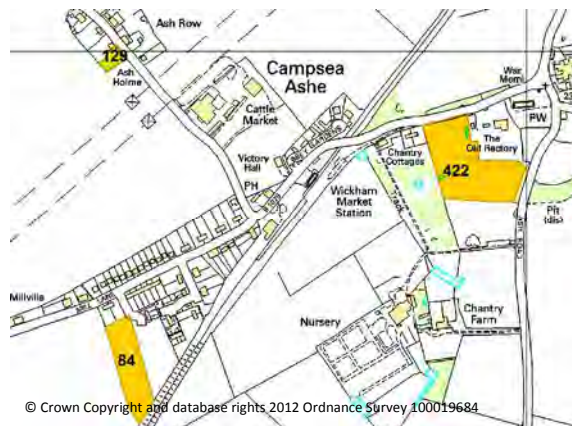 Ash Row
129
Ash
Holme
Campsea
Ashe
Cattle
Market
War
Meml
PW
The
Old Rectory
Chantry
Cottages
422
Victory
Hall
PH
Wickham
Market
Station
Track
Pit
(dis)
Millville
84
Nursery
Chantry
Farm
© Crown Copyright and database rights 2012 Ordnance Survey 100019684